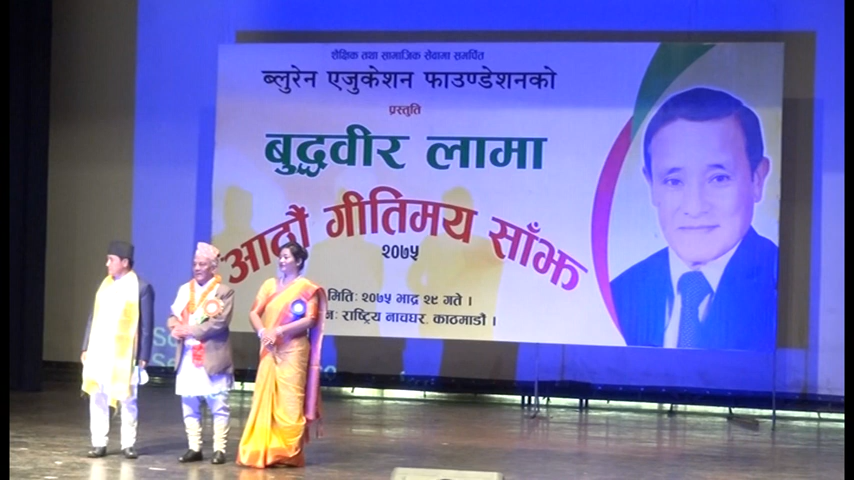 शैक्षिक तथा सामाजिक सेवामा समर्पित
ब्लुरेन एजुकेशन फाउण्डेशनको
प्रस्तुति
बुद्धवीर लामा
आठौं गीतिमय साँझ
२०७५
मितिः २०७५ भाद्र २९ गते ।
राष्ट्रिय नाचघर, काठमाडौं ।